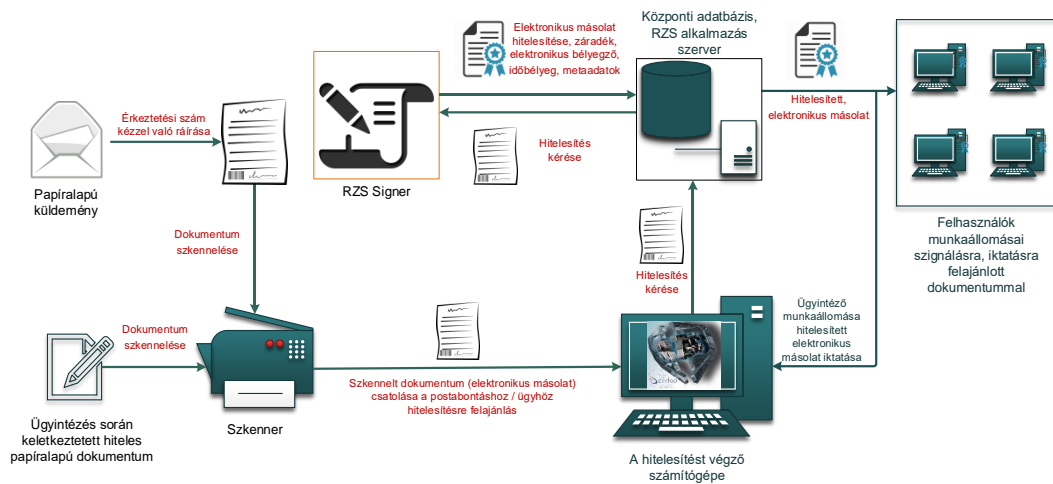 Elektronikus másolat
hitelesítése, záradék,
elektronikus bélyegző,
időbélyeg, metaadatok
Központi adatbázis,
RZS alkalmazás
szerver
Érkeztetési szám
kézzel való ráírása
Hitelesített,
elektronikus másolat
Hitelesítés
kérése
Papíralapú
küldemény
RZS Signer
Felhasználók
munkaállomásai
szignálásra, iktatásra
felajánlott
dokumentummal
Dokumentum
szkennelése
Hitelesítés
kérése
Ügyintéző
munkaállomása
hitelesített
elektronikus
másolat iktatása
Dokumentum
szkennelése
Szkennelt dokumentum (elektronikus másolat)
csatolása a postabontáshoz / ügyhöz
hitelesítésre felajánlás
Ügyintézés során
keletkeztetett hiteles
papíralapú dokumentum
Szkenner
A hitelesítést végző
számítógépe